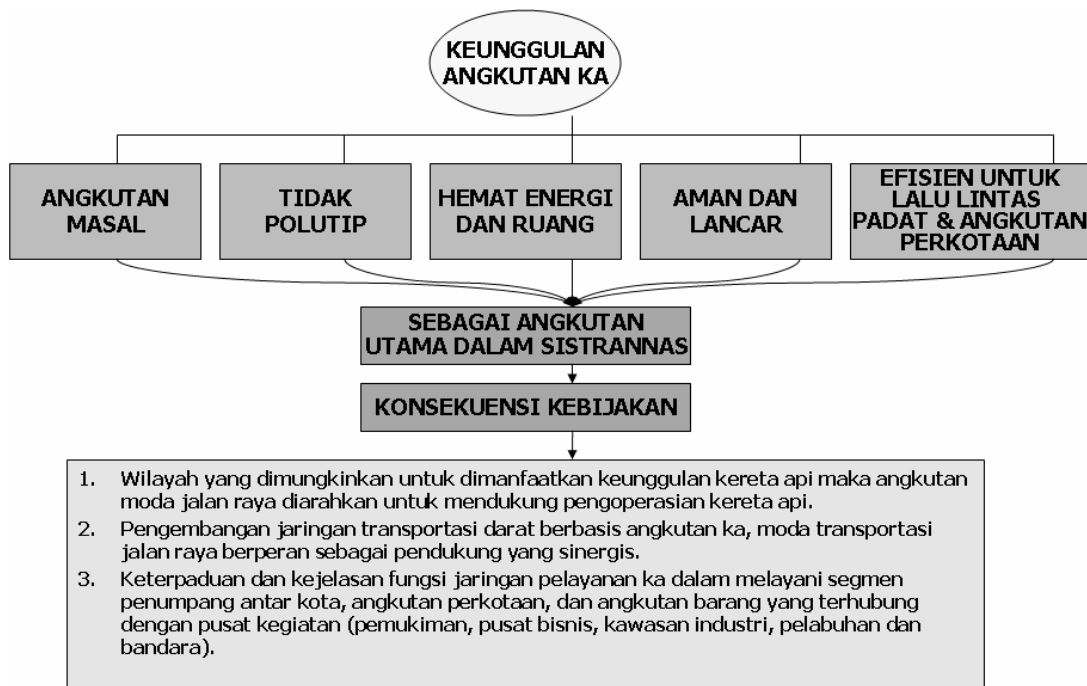 KEUNGGULAN
ANGKUTAN KA
ANGKUTAN
MASAL
TIDAK
POLUTIP
HEMAT ENERGI
DAN RUANG
AMAN DAN
LANCAR
EFISIEN UNTUK
LALU LINTAS
PADAT & ANGKUTAN
PERKOTAAN
SEBAGAI ANGKUTAN
UTAMA DALAM SISTRANNAS
KONSEKUENSI KEBIJAKAN
1. Wilayah yang dimungkinkan untuk dimanfaatkan keunggulan kereta api maka angkutan
moda jalan raya diarahkan untuk mendukung pengoperasian kereta api.
2. Pengembangan jaringan transportasi darat berbasis angkutan ka, moda transportasi
jalan raya berperan sebagai pendukung yang sinergis.
3. Keterpaduan dan kejelasan fungsi jaringan pelayanan ka dalam melayani segmen
penumpang antar kota, angkutan perkotaan, dan angkutan barang yang terhubung
dengan pusat kegiatan (pemukiman, pusat bisnis, kawasan industri, pelabuhan dan
bandara).